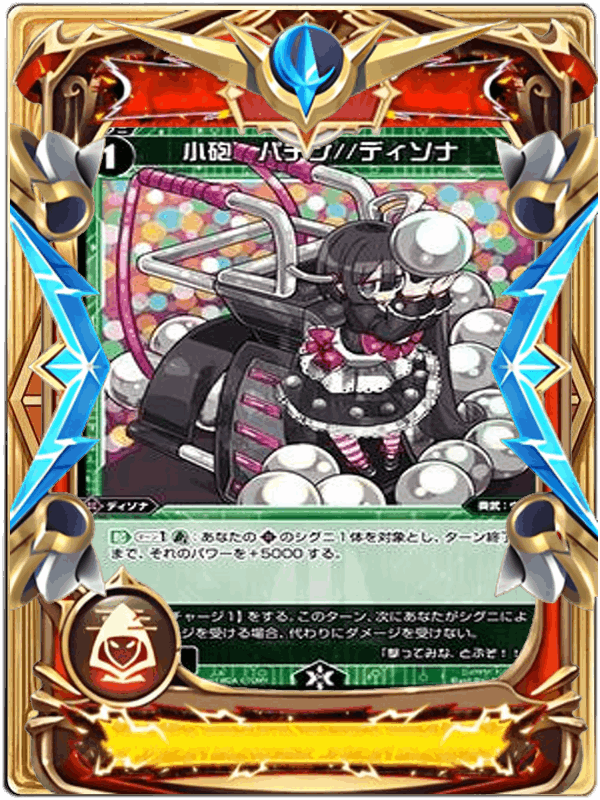 1
小砲 パチン//ディソナ
ディソナ
:あなたののシグニ1体を対象とし、ターン終了
まで、それのパワーを+5000する。
チャージ1】をする。このターン、次にあなたがシグニによ
ジを受ける場合、代わりにダメージを受けない。
「撃ってみな、とぶぞ!」